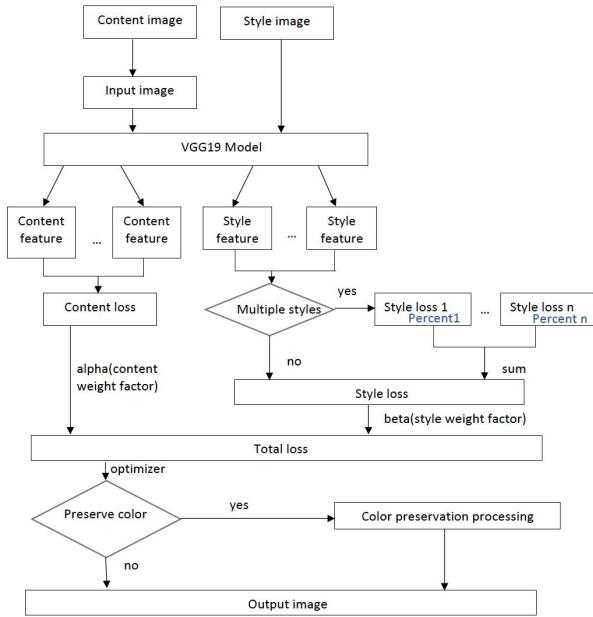 Content image
Style image
Input image
VGG19 Model
Content
feature
...
Content
feature
Style
feature
...
Style
feature
Content loss
Multiple styles
yes
Style loss 1
Percent1
...
Style loss n
Percent n
no
sum
alpha(content
weight factor)
Style loss
beta(style weight factor)
Total loss
optimizer
Preserve color
yes
Color preservation processing
no
Output image